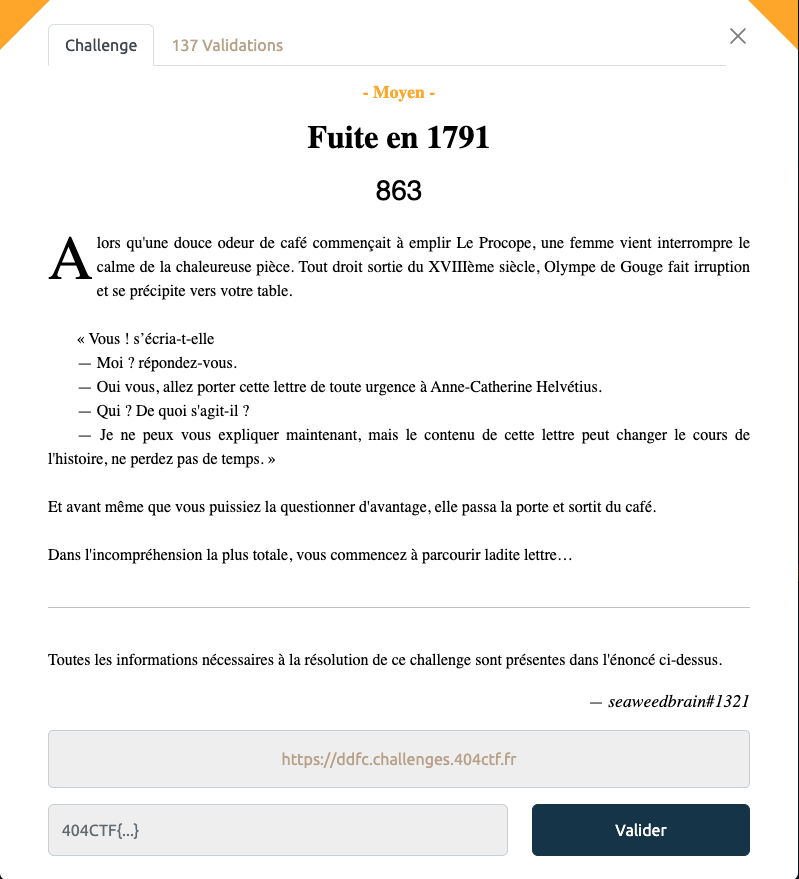 Challenge
137 Validations
- Moyen -
Fuite en 1791
863
Alors qu'une douce odeur de café commençait à emplir Le Procope, une femme vient interrompre le
calme de la chaleureuse pièce. Tout droit sortie du XVIIIème siècle, Olympe de Gouge fait irruption
et se précipite vers votre table.
« Vous ! s’écria-t-elle
— Moi ? répondez-vous.
— Oui vous, allez porter cette lettre de toute urgence à Anne-Catherine Helvétius.
— Qui ? De quoi s'agit-il ?
— Je ne peux vous expliquer maintenant, mais le contenu de cette lettre peut changer le cours de
l'histoire, ne perdez pas de temps. »
Et avant même que vous puissiez la questionner d'avantage, elle passa la porte et sortit du café.
Dans l'incompréhension la plus totale, vous commencez à parcourir ladite lettre…
Toutes les informations nécessaires à la résolution de ce challenge sont présentes dans l'énoncé ci-dessus.
— seaweedbrain#1321
https://ddfc.challenges.404ctf.fr
404CTF{...}
Valider